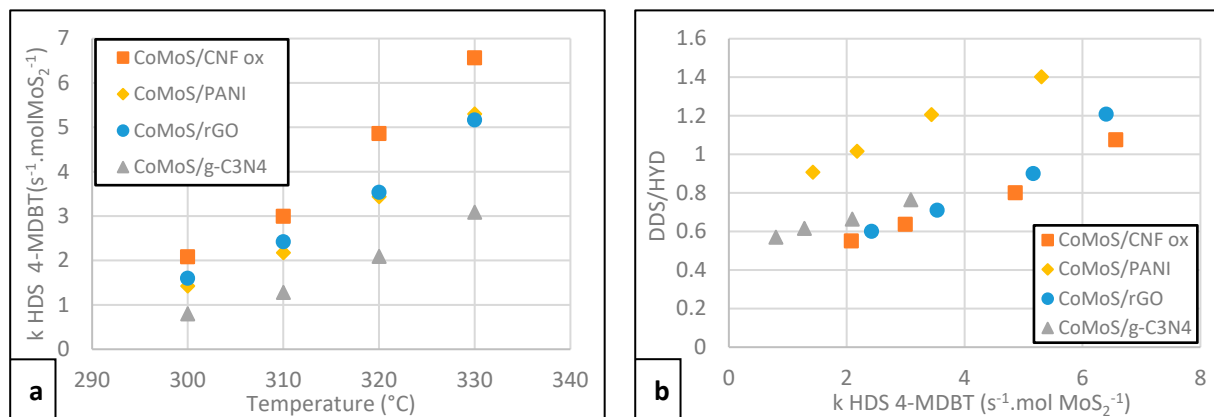 k HDS 4-MDBT(s⁻¹.molMoS₂⁻¹)
7
6
5
4
3
2
1
0
CoMoS/CNF ox
CoMoS/PANI
CoMoS/rGO
CoMoS/g-C3N4
290
300
310
320
330
340
Temperature (°C)
a
DDS/HYD
1.6
1.4
1.2
1
0.8
0.6
0.4
0.2
0
CoMoS/CNF ox
CoMoS/PANI
CoMoS/rGO
CoMoS/g-C3N4
0
2
4
6
8
k HDS 4-MDBT (s⁻¹.mol MoS₂⁻¹)
b